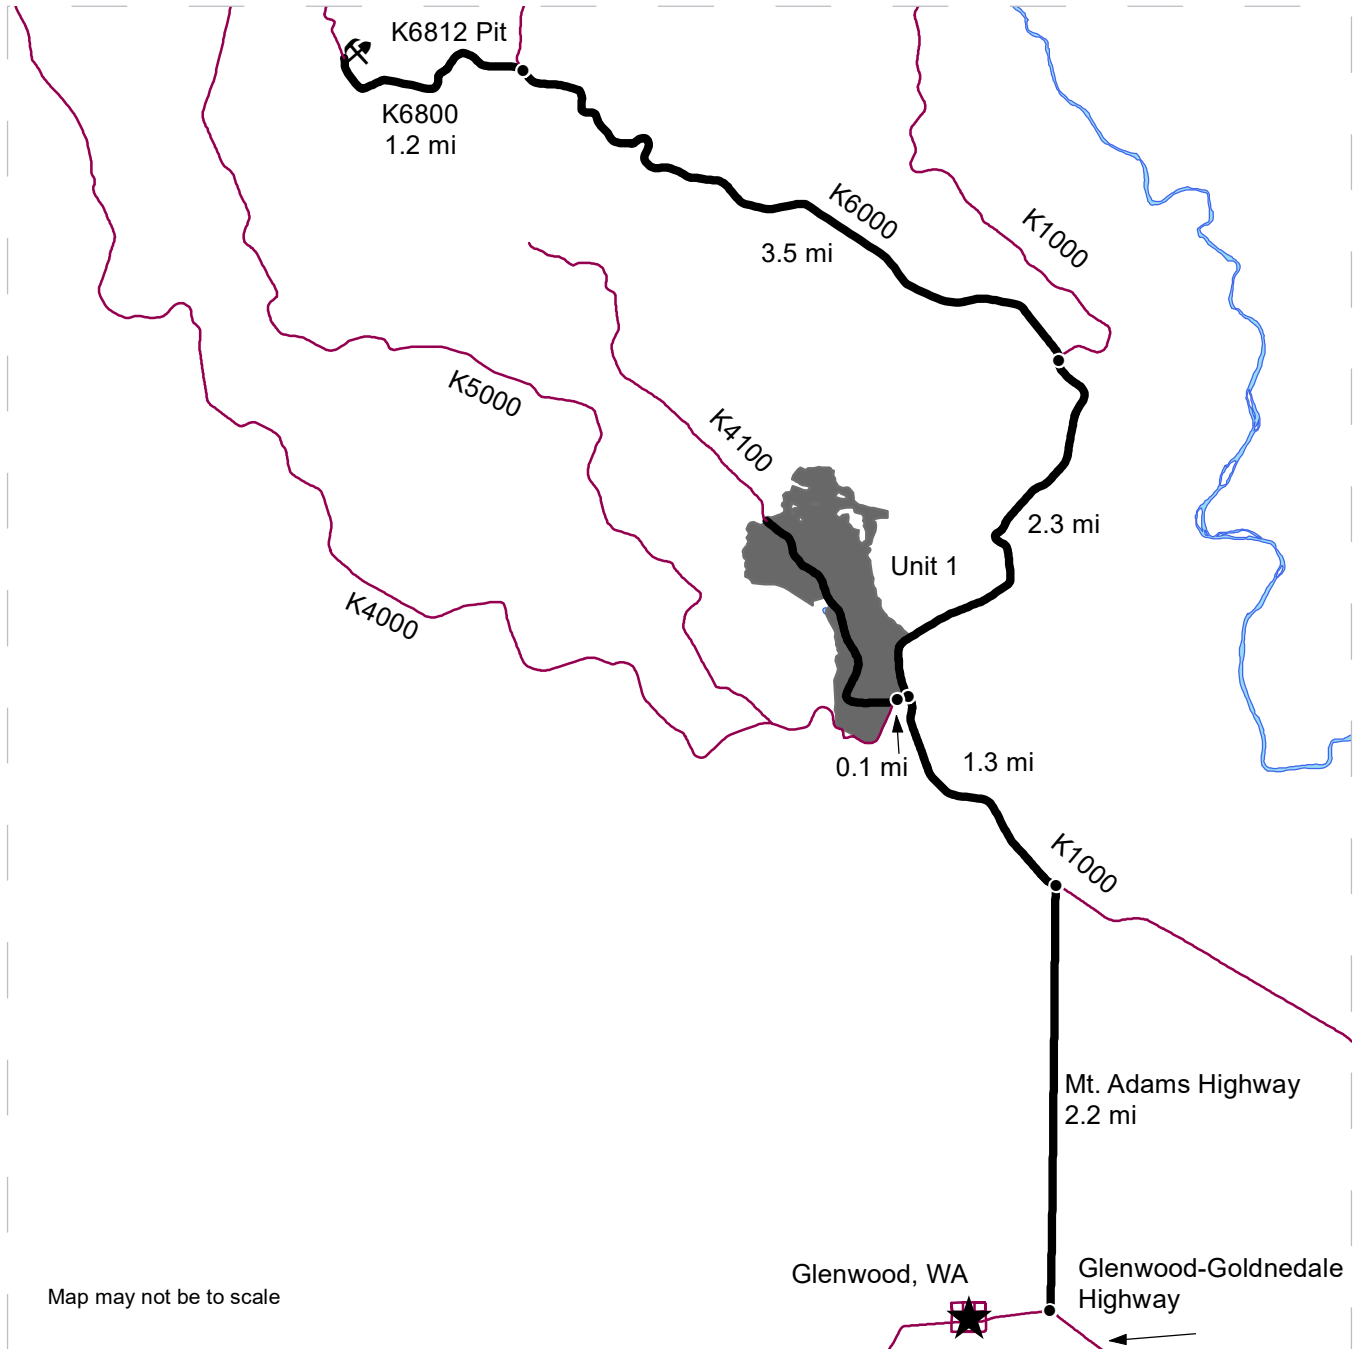 K6812 Pit
K6800
1.2 mi
K6000
3.5 mi
K1000
K5000
K4100
2.3 mi
Unit 1
K4000
0.1 mi
1.3 mi
K1000
Mt. Adams Highway
2.2 mi
Glenwood, WA
Glenwood-Goldnedale
Highway
Map may not be to scale